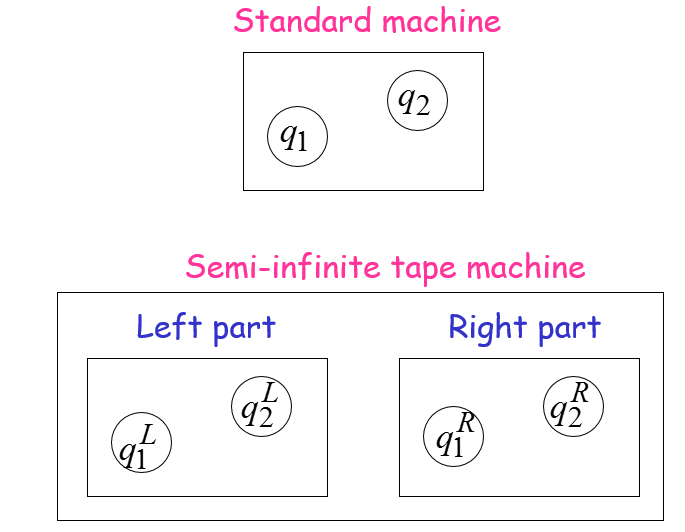 Standard machine
q₂
q₁
Semi-infinite tape machine
Left part Right part
q₂ᴸ q₂ᴿ
q₁ᴸ q₁ᴿ